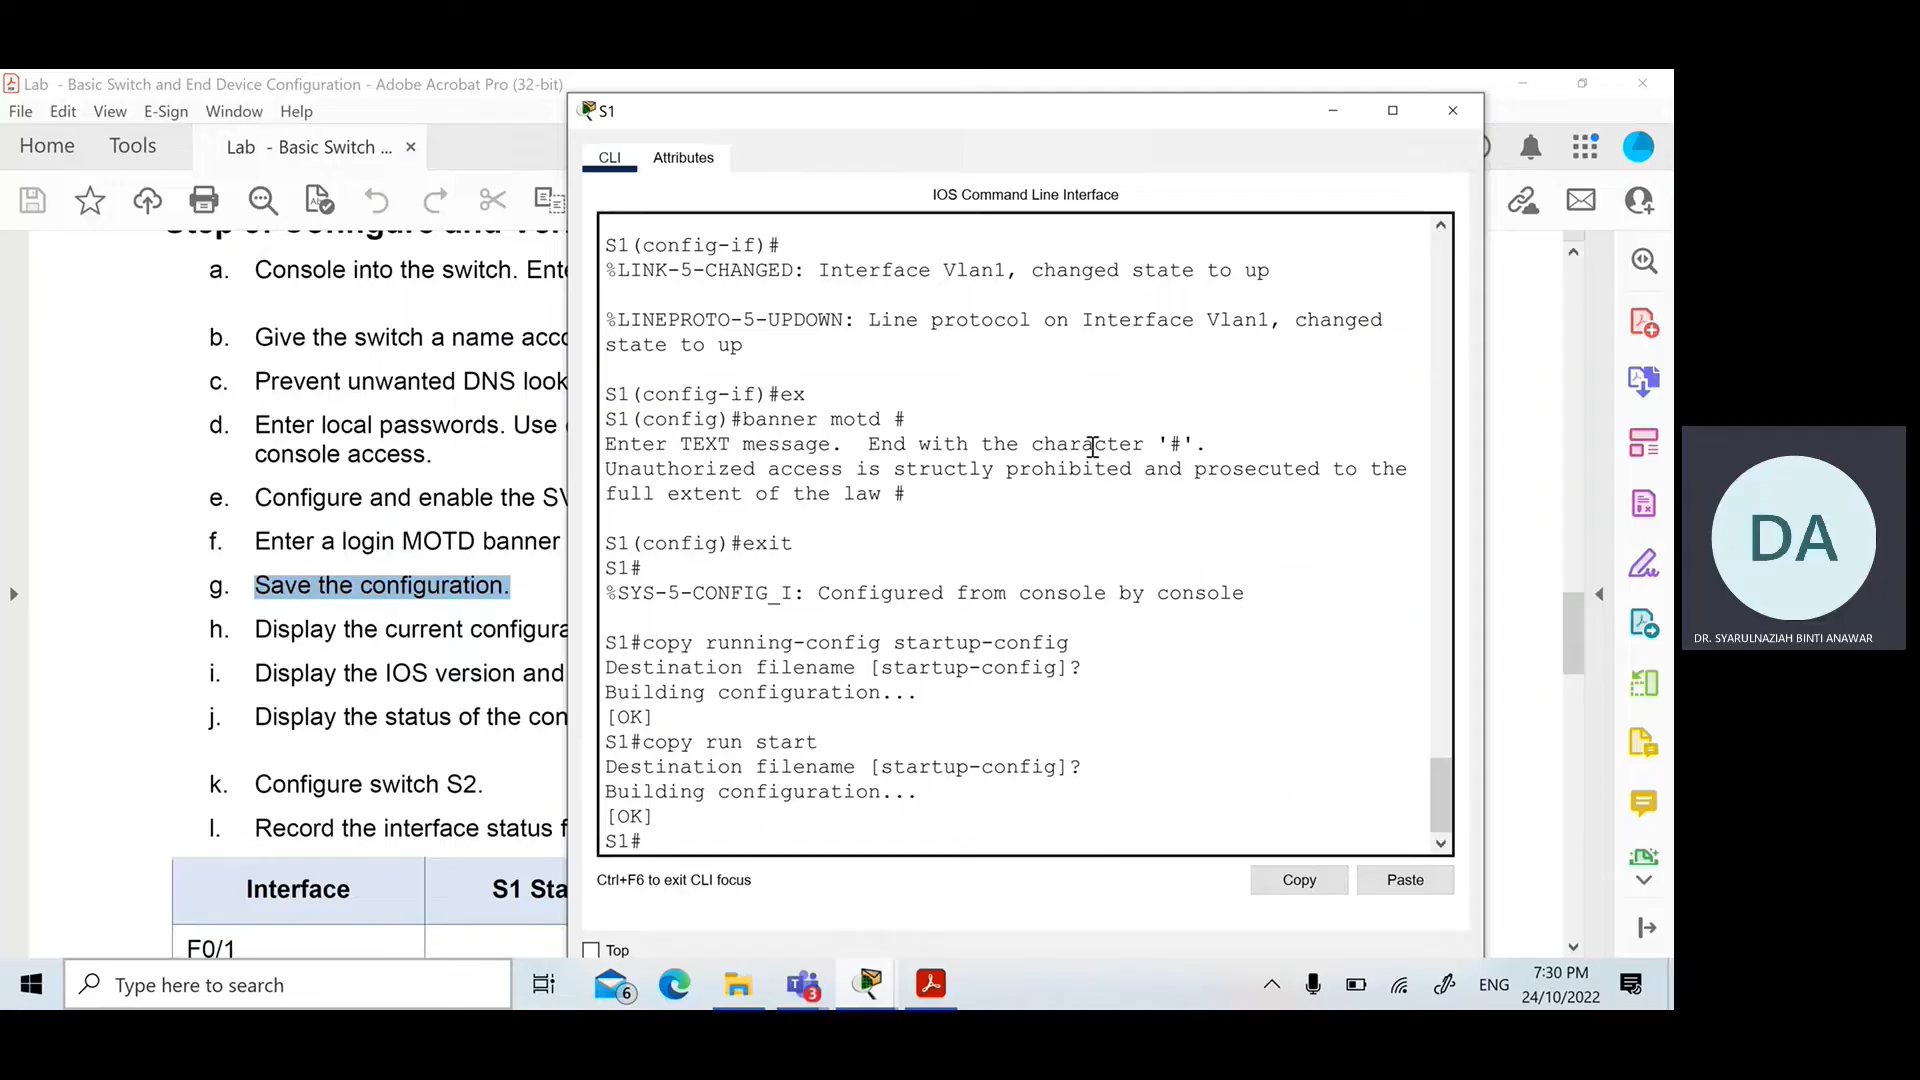 Lab - Basic Switch and End Device Configuration - Adobe Acrobat Pro (32-bit)
File Edit View E-Sign Window Help
Home Tools Lab - Basic Switch ...
a. Console into the switch. Ente
b. Give the switch a name acco
c. Prevent unwanted DNS look
d. Enter local passwords. Use
console access.
e. Configure and enable the SV
f. Enter a login MOTD banner
g. Save the configuration.
h. Display the current configura
i. Display the IOS version and
j. Display the status of the con
k. Configure switch S2.
l. Record the interface status f
Interface S1 Sta
F0/1
S1
CLI Attributes
IOS Command Line Interface
S1(config-if)#
%LINK-5-CHANGED: Interface Vlan1, changed state to up
%LINEPROTO-5-UPDOWN: Line protocol on Interface Vlan1, changed
state to up
S1(config-if)#ex
S1(config)#banner motd #
Enter TEXT message. End with the character '#'.
Unauthorized access is structly prohibited and prosecuted to the
full extent of the law #
S1(config)#exit
S1#
%SYS-5-CONFIG_I: Configured from console by console
S1#copy running-config startup-config
Destination filename [startup-config]?
Building configuration...
[OK]
S1#copy run start
Destination filename [startup-config]?
Building configuration...
[OK]
S1#
Ctrl+F6 to exit CLI focus
Copy Paste
Top
DA
DR. SYARULNAZIAH BINTI ANAWAR
Type here to search
6
3
ENG
7:30 PM
24/10/2022